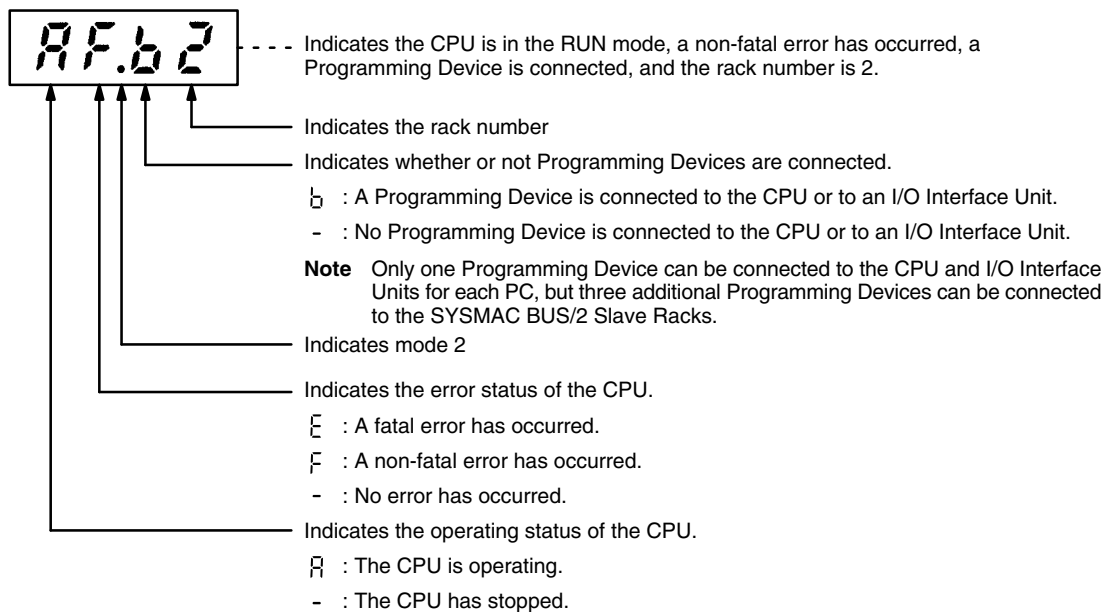 AF.b2
Indicates the CPU is in the RUN mode, a non-fatal error has occurred, a
Programming Device is connected, and the rack number is 2.
Indicates the rack number
Indicates whether or not Programming Devices are connected.
b : A Programming Device is connected to the CPU or to an I/O Interface Unit.
- : No Programming Device is connected to the CPU or to an I/O Interface Unit.
Note Only one Programming Device can be connected to the CPU and I/O Interface
Units for each PC, but three additional Programming Devices can be connected
to the SYSMAC BUS/2 Slave Racks.
Indicates mode 2
Indicates the error status of the CPU.
E : A fatal error has occurred.
F : A non-fatal error has occurred.
- : No error has occurred.
Indicates the operating status of the CPU.
A : The CPU is operating.
- : The CPU has stopped.